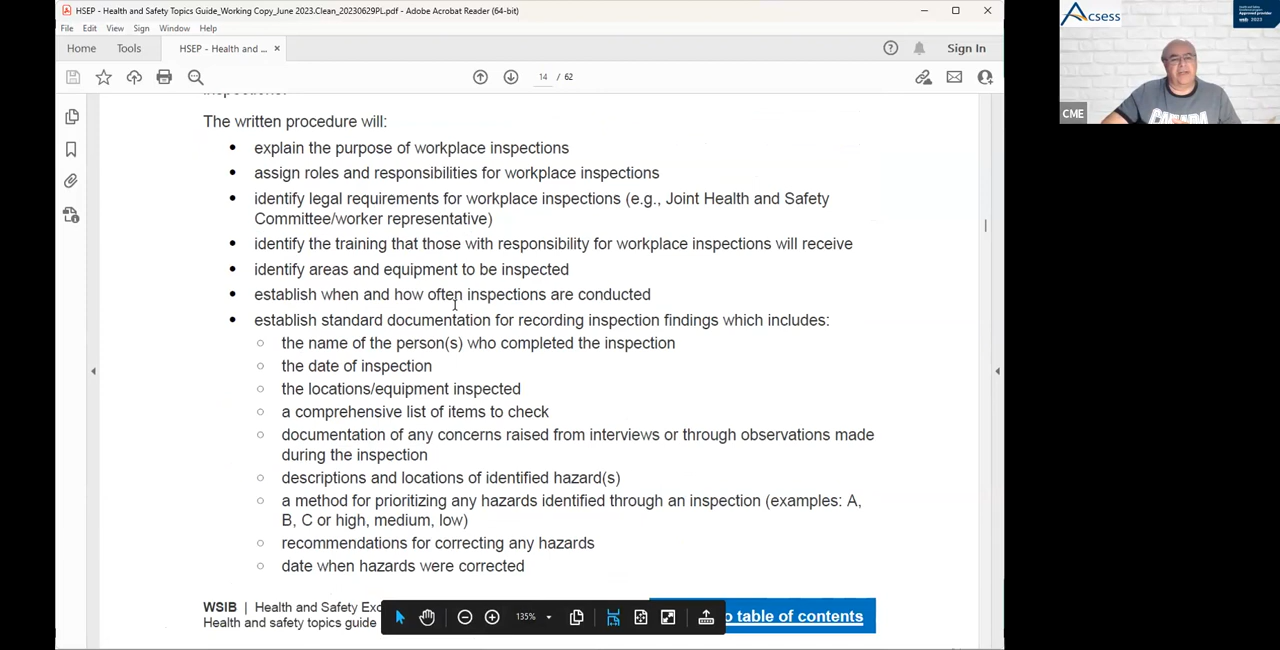 HSEP - Health and Safety Topics Guide_Working Copy_June 2023.Clean_20230629PL.pdf - Adobe Acrobat Reader (64-bit)
File Edit View Sign Window Help
Home Tools HSEP - Health and ... × Sign In
14 / 62
The written procedure will:
• explain the purpose of workplace inspections
• assign roles and responsibilities for workplace inspections
• identify legal requirements for workplace inspections (e.g., Joint Health and Safety
Committee/worker representative)
• identify the training that those with responsibility for workplace inspections will receive
• identify areas and equipment to be inspected
• establish when and how often inspections are conducted
• establish standard documentation for recording inspection findings which includes:
○ the name of the person(s) who completed the inspection
○ the date of inspection
○ the locations/equipment inspected
○ a comprehensive list of items to check
○ documentation of any concerns raised from interviews or through observations made
during the inspection
○ descriptions and locations of identified hazard(s)
○ a method for prioritizing any hazards identified through an inspection (examples: A,
B, C or high, medium, low)
○ recommendations for correcting any hazards
○ date when hazards were corrected
WSIB | Health and Safety Exc
Health and safety topics guide
135%
o table of contents
Acsess
Approved provider
wsib 2023
CME